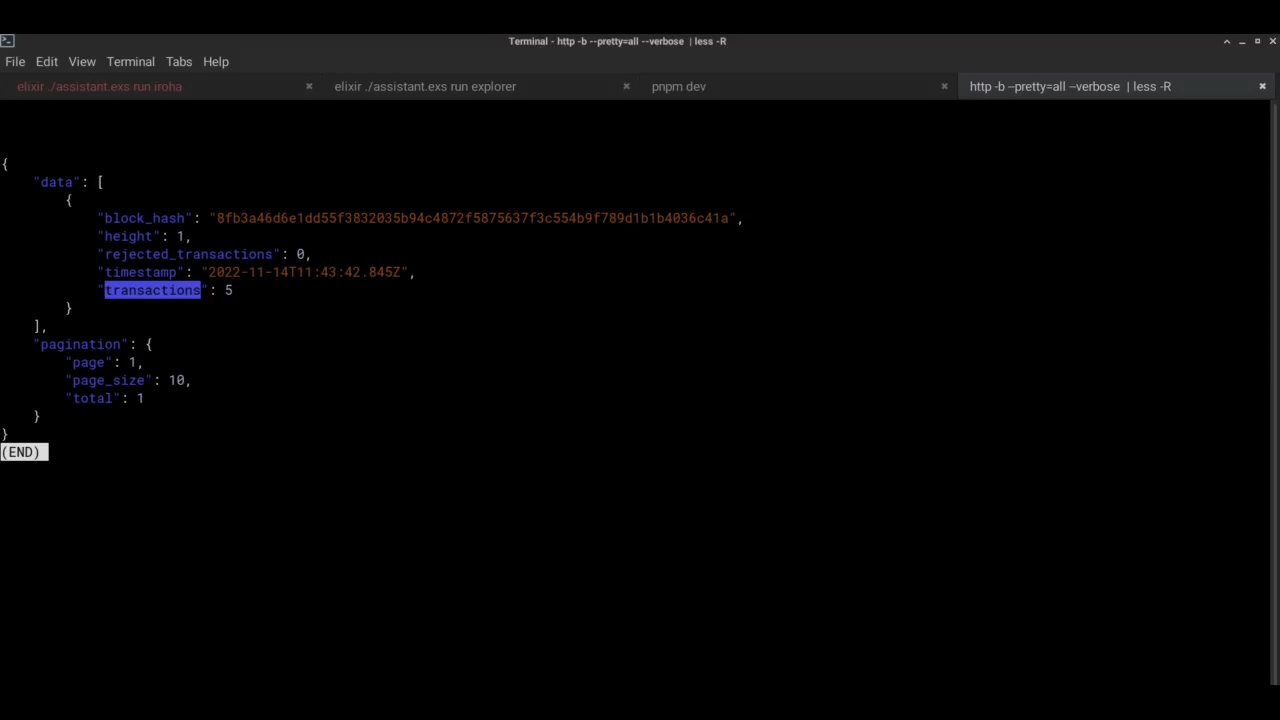 Terminal - http -b --pretty=all --verbose | less -R
File Edit View Terminal Tabs Help
elixir ./assistant.exs run iroha elixir ./assistant.exs run explorer pnpm dev http -b --pretty=all --verbose | less -R
{
    "data": [
        {
            "block_hash": "8fb3a46d6e1dd55f3832035b94c4872f5875637f3c554b9f789d1b1b4036c41a",
            "height": 1,
            "rejected_transactions": 0,
            "timestamp": "2022-11-14T11:43:42.845Z",
            "transactions": 5
        }
    ],
    "pagination": {
        "page": 1,
        "page_size": 10,
        "total": 1
    }
}
(END)